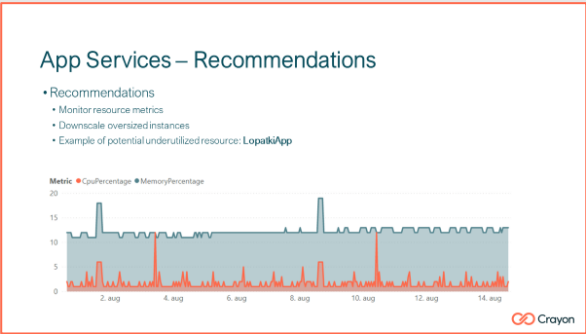 App Services – Recommendations
• Recommendations
• Monitor resource metrics
• Downscale oversized instances
• Example of potential underutilized resource: LopatkiApp
Metric CpuPercentage MemoryPercentage
20
15
10
5
0
2. aug 4. aug 6. aug 8. aug 10. aug 12. aug 14. aug
Crayon